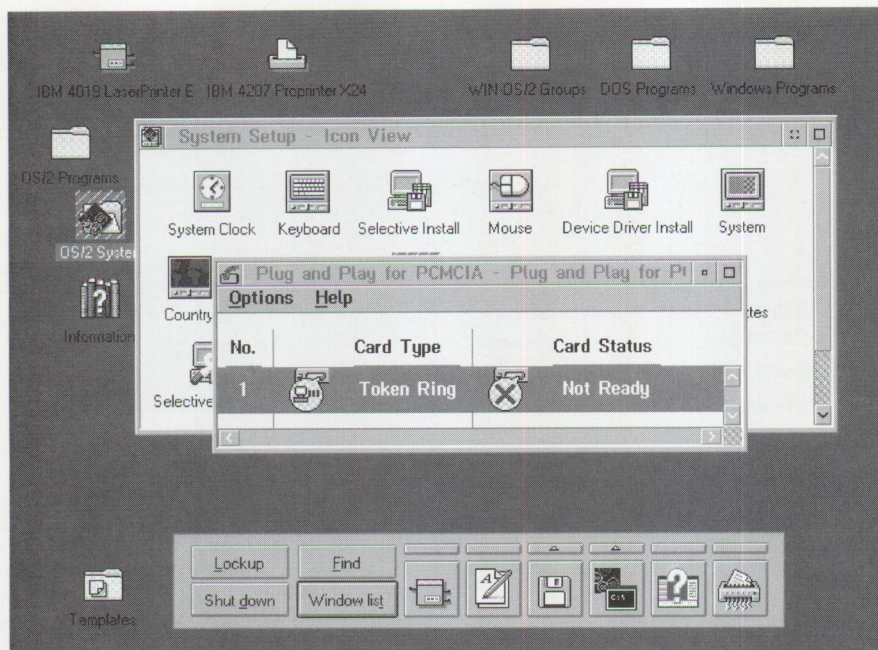 IBM 4019 LaserPrinter E
IBM 4207 Proprinter X24
WIN-OS/2 Groups
DOS Programs
Windows Programs
OS/2 Programs
OS/2 Syste
Information
System Setup - Icon View
System Clock
Keyboard
Selective Install
Mouse
Device Driver Install
System
Country
Selective
Plug and Play for PCMCIA - Plug and Play for P
Options Help
No. Card Type Card Status
1 Token Ring Not Ready
Lockup
Find
Shut down
Window list
A
C:\
Templates